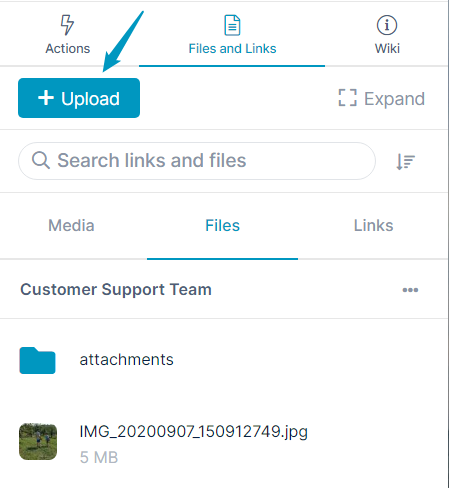 Actions Files and Links Wiki
+ Upload Expand
Search links and files
Media Files Links
Customer Support Team
attachments
IMG_20200907_150912749.jpg
5 MB